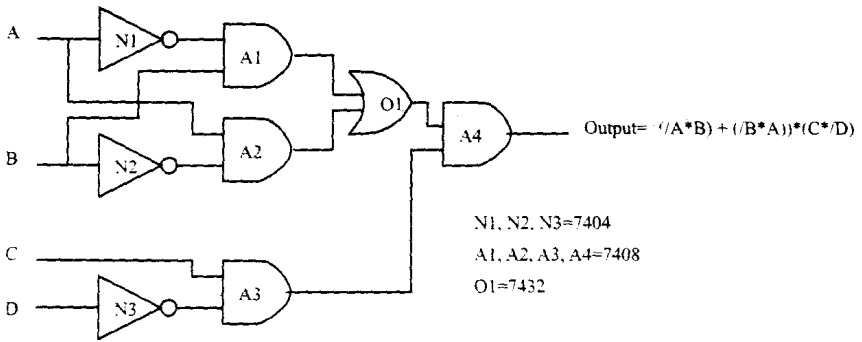 A
N1
A1
O1
A4
Output= (/A*B) + (/B*A))*(C*/D)
A2
B
N2
N1, N2, N3=7404
C
A1, A2, A3, A4=7408
A3
O1=7432
D
N3